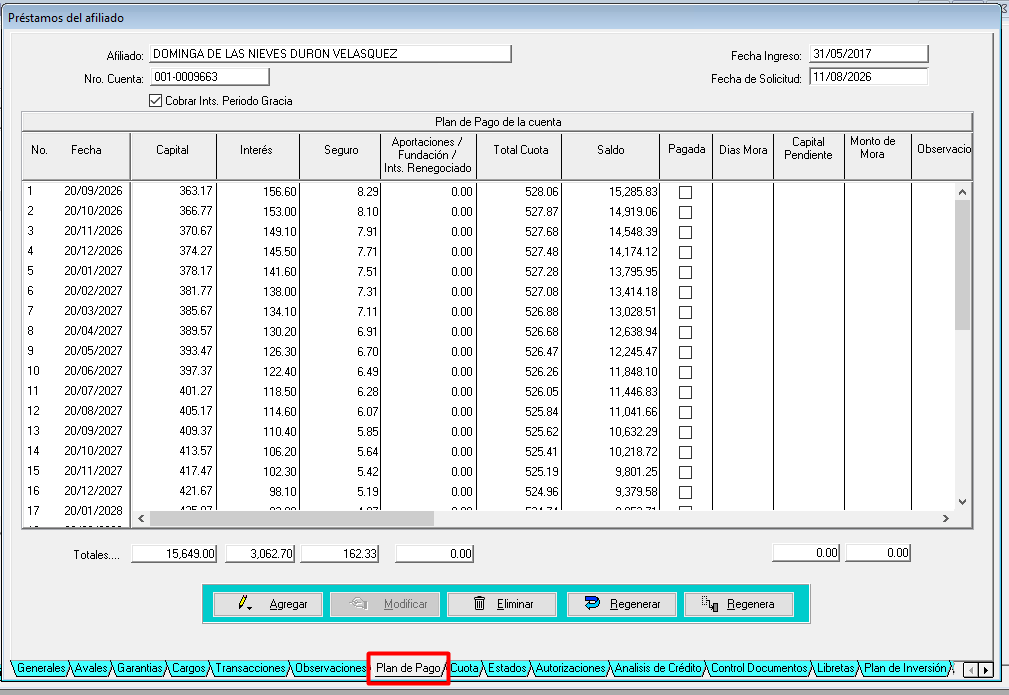 Préstamos del afiliado
Afiliado: DOMINGA DE LAS NIEVES DURON VELASQUEZ Fecha Ingreso: 31/05/2017
Nro. Cuenta: 001-0009663 Fecha de Solicitud: 11/08/2026
Cobrar Ints. Periodo Gracia
Plan de Pago de la cuenta
No. Fecha Capital Interés Seguro Aportaciones / Fundación / Ints. Renegociado Total Cuota Saldo Pagada Dias Mora Capital Pendiente Monto de Mora Observacio
1 20/09/2026 363.17 156.60 8.29 0.00 528.06 15,285.83
2 20/10/2026 366.77 153.00 8.10 0.00 527.87 14,919.06
3 20/11/2026 370.67 149.10 7.91 0.00 527.68 14,548.39
4 20/12/2026 374.27 145.50 7.71 0.00 527.48 14,174.12
5 20/01/2027 378.17 141.60 7.51 0.00 527.28 13,795.95
6 20/02/2027 381.77 138.00 7.31 0.00 527.08 13,414.18
7 20/03/2027 385.67 134.10 7.11 0.00 526.88 13,028.51
8 20/04/2027 389.57 130.20 6.91 0.00 526.68 12,638.94
9 20/05/2027 393.47 126.30 6.70 0.00 526.47 12,245.47
10 20/06/2027 397.37 122.40 6.49 0.00 526.26 11,848.10
11 20/07/2027 401.27 118.50 6.28 0.00 526.05 11,446.83
12 20/08/2027 405.17 114.60 6.07 0.00 525.84 11,041.66
13 20/09/2027 409.37 110.40 5.85 0.00 525.62 10,632.29
14 20/10/2027 413.57 106.20 5.64 0.00 525.41 10,218.72
15 20/11/2027 417.47 102.30 5.42 0.00 525.19 9,801.25
16 20/12/2027 421.67 98.10 5.19 0.00 524.96 9,379.58
17 20/01/2028
Totales.... 15,649.00 3,062.70 162.33 0.00 0.00 0.00
Agregar Modificar Eliminar Regenerar Regenera
Generales Avales Garantias Cargos Transacciones Observaciones Plan de Pago Cuota Estados Autorizaciones Analisis de Crédito Control Documentos Libretas Plan de Inversión